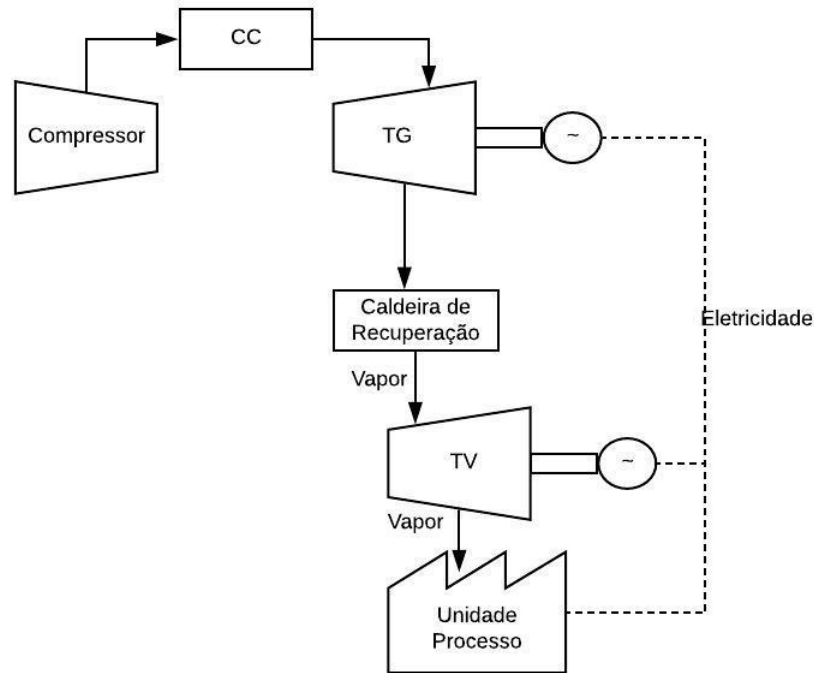 CC
Compressor
TG
~
Eletricidade
Caldeira de
Recuperação
Vapor
TV
~
Vapor
Unidade
Processo